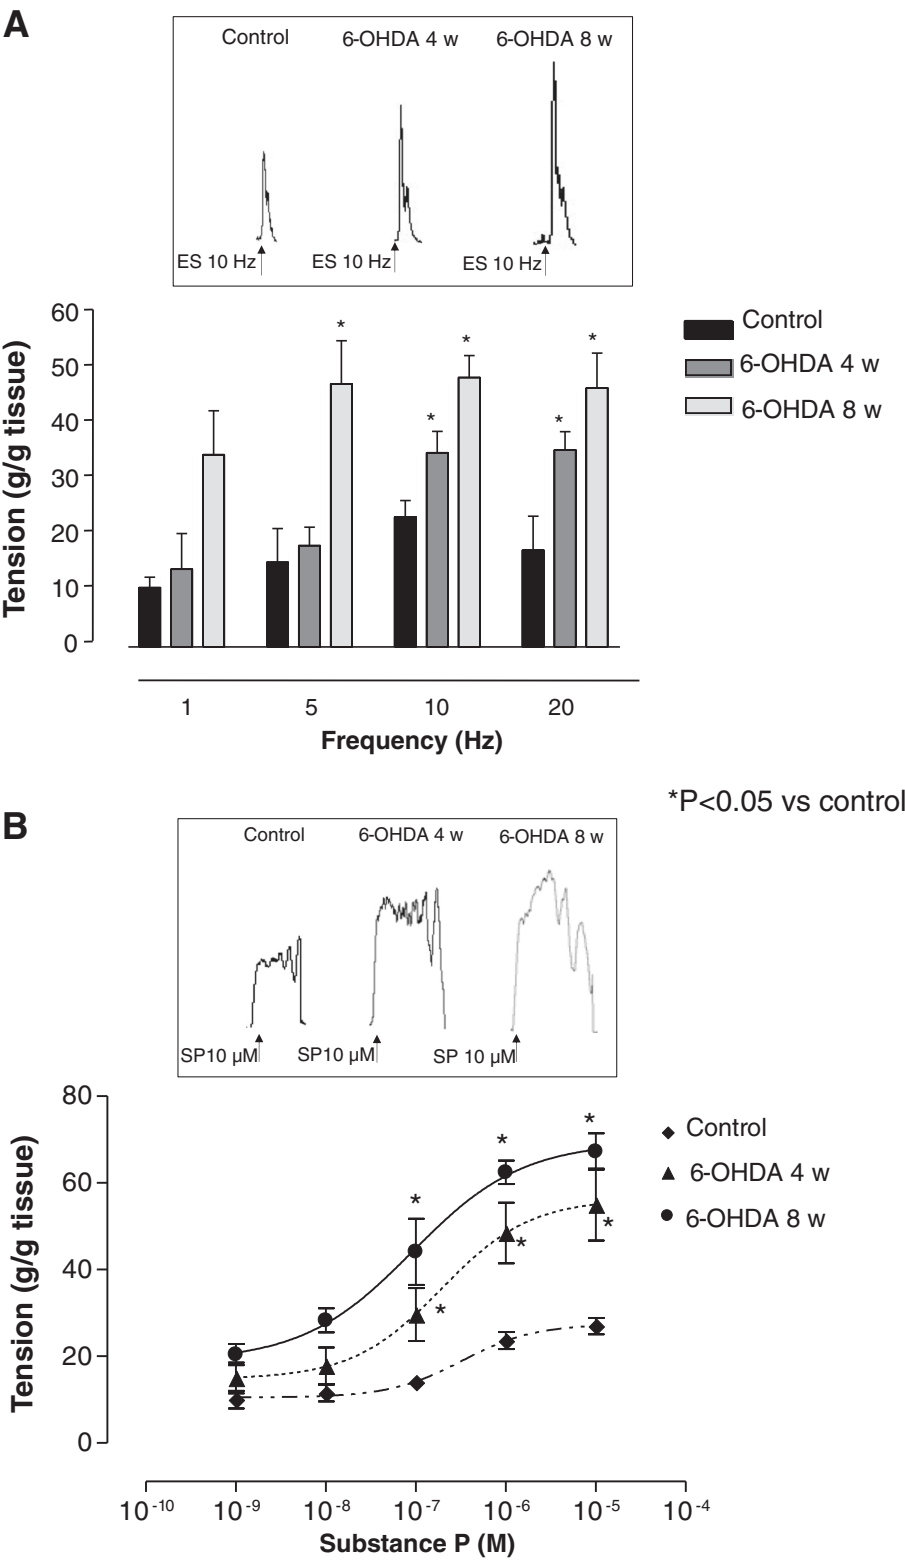 A
Control 6-OHDA 4 w 6-OHDA 8 w
ES 10 Hz ES 10 Hz ES 10 Hz
60
50
40
30
20
10
0
Tension (g/g tissue)
* * * * *
Control
6-OHDA 4 w
6-OHDA 8 w
1 5 10 20
Frequency (Hz)
*P<0.05 vs control
B
Control 6-OHDA 4 w 6-OHDA 8 w
SP10 µM SP10 µM SP 10 µM
80
60
40
20
0
Tension (g/g tissue)
* * * * * *
Control
6-OHDA 4 w
6-OHDA 8 w
10-10 10-9 10-8 10-7 10-6 10-5 10-4
Substance P (M)